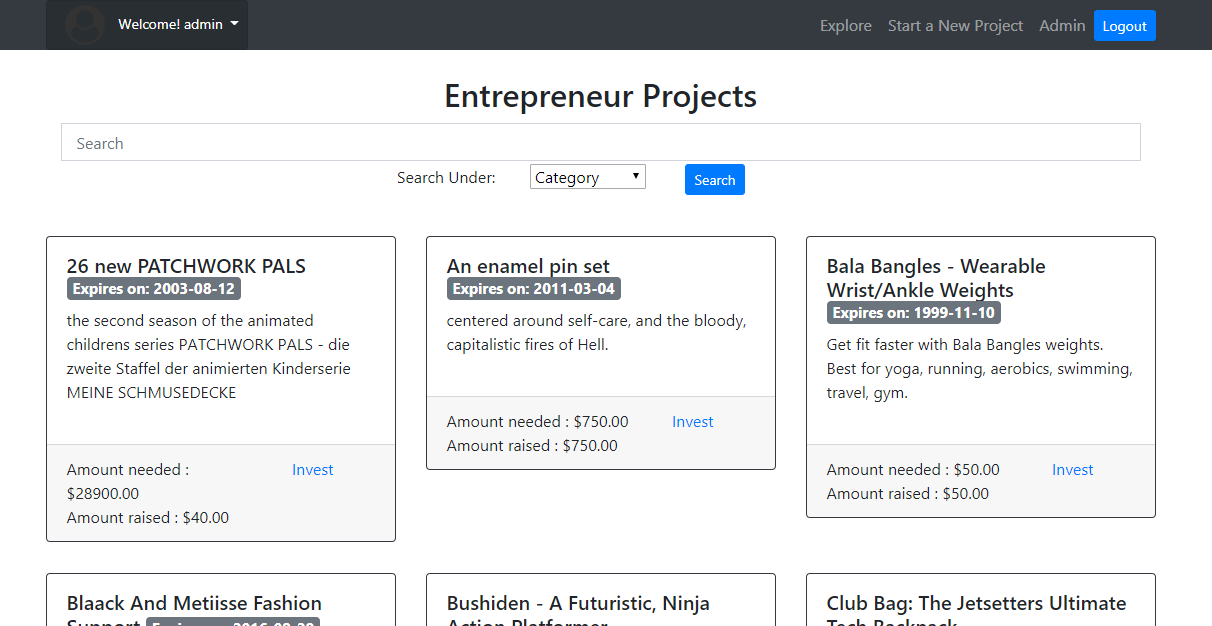 Welcome! admin
Explore Start a New Project Admin Logout
Entrepreneur Projects
Search
Search Under: Category Search
26 new PATCHWORK PALS
Expires on: 2003-08-12
the second season of the animated
childrens series PATCHWORK PALS - die
zweite Staffel der animierten Kinderserie
MEINE SCHMUSEDECKE
Amount needed : Invest
$28900.00
Amount raised : $40.00
An enamel pin set
Expires on: 2011-03-04
centered around self-care, and the bloody,
capitalistic fires of Hell.
Amount needed : $750.00 Invest
Amount raised : $750.00
Bala Bangles - Wearable
Wrist/Ankle Weights
Expires on: 1999-11-10
Get fit faster with Bala Bangles weights.
Best for yoga, running, aerobics, swimming,
travel, gym.
Amount needed : $50.00 Invest
Amount raised : $50.00
Blaack And Metiisse Fashion
Support Expires on: 2016-08-28
Bushiden - A Futuristic, Ninja
Action Platformer
Club Bag: The Jetsetters Ultimate
Tech Backpack